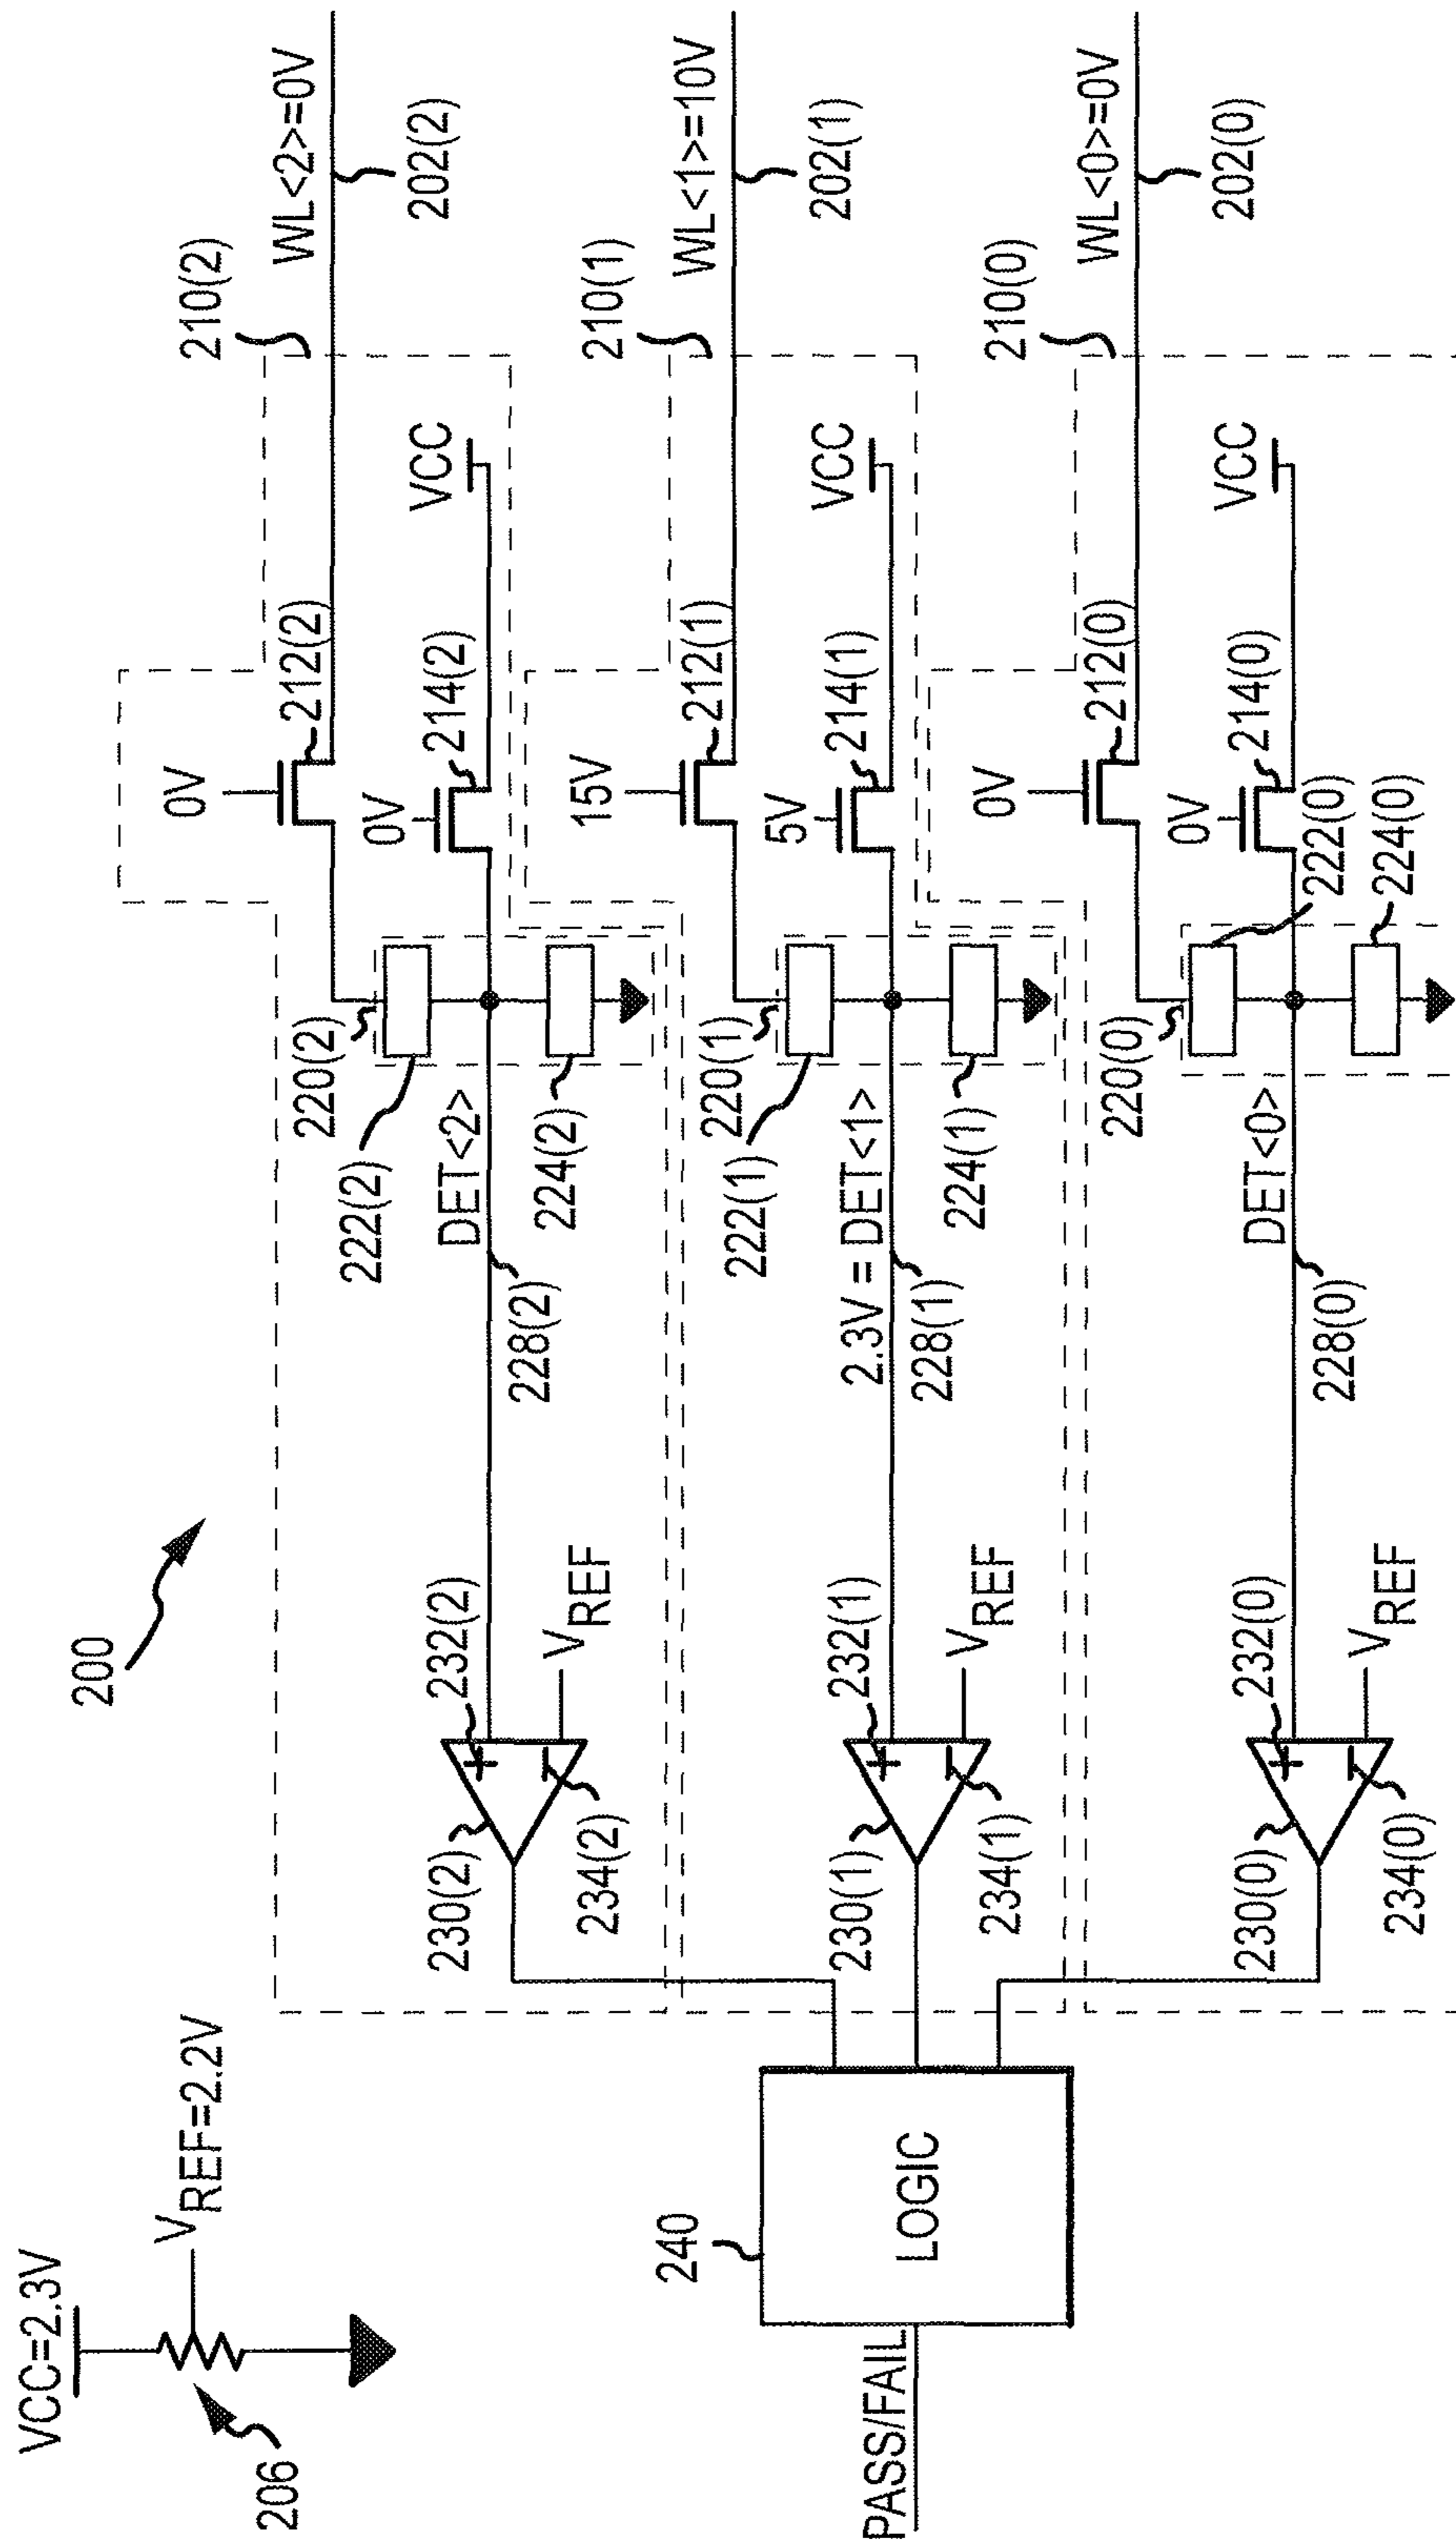 200
VCC=2.3V
VREF=2.2V
206
210(2)
WL<2>=0V
202(2)
0V
212(2)
0V
214(2)
VCC
220(2)
222(2)
224(2)
DET<2>
228(2)
232(2)
VREF
230(2)
234(2)
210(1)
WL<1>=10V
202(1)
15V
212(1)
5V
214(1)
VCC
220(1)
222(1)
224(1)
2.3V = DET<1>
228(1)
232(1)
VREF
230(1)
234(1)
240
LOGIC
PASS/FAIL
210(0)
WL<0>=0V
202(0)
0V
212(0)
0V
214(0)
VCC
222(0)
224(0)
220(0)
DET<0>
228(0)
232(0)
VREF
230(0)
234(0)